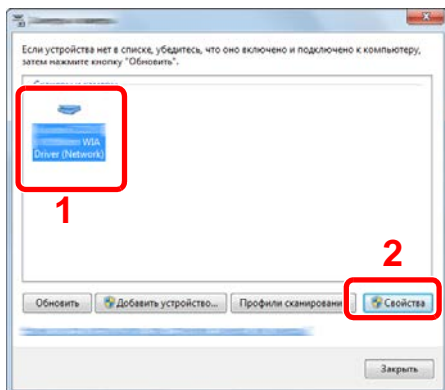 Если устройства нет в списке, убедитесь, что оно включено и подключено к компьютеру,
затем нажмите кнопку "Обновить".
WIA
Driver (Network)
1
2
Обновить
Добавить устройство...
Профили сканировани
Свойства
Закрыть